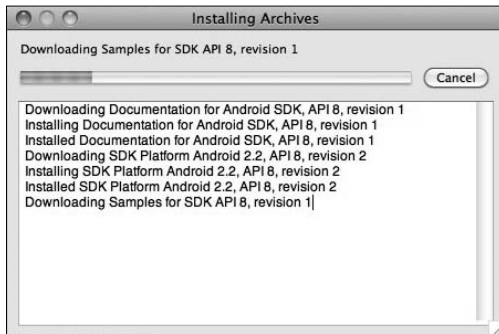 Installing Archives
Downloading Samples for SDK API 8, revision 1
Cancel
Downloading Documentation for Android SDK, API 8, revision 1
Installing Documentation for Android SDK, API 8, revision 1
Installed Documentation for Android SDK, API 8, revision 1
Downloading SDK Platform Android 2.2, API 8, revision 2
Installing SDK Platform Android 2.2, API 8, revision 2
Installed SDK Platform Android 2.2, API 8, revision 2
Downloading Samples for SDK API 8, revision 1